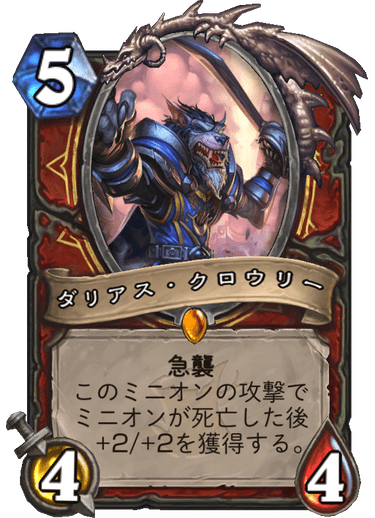 5
ダリアス・クロウリー
急襲
このミニオンの攻撃で
ミニオンが死亡した後
+2/+2を獲得する。
4
4